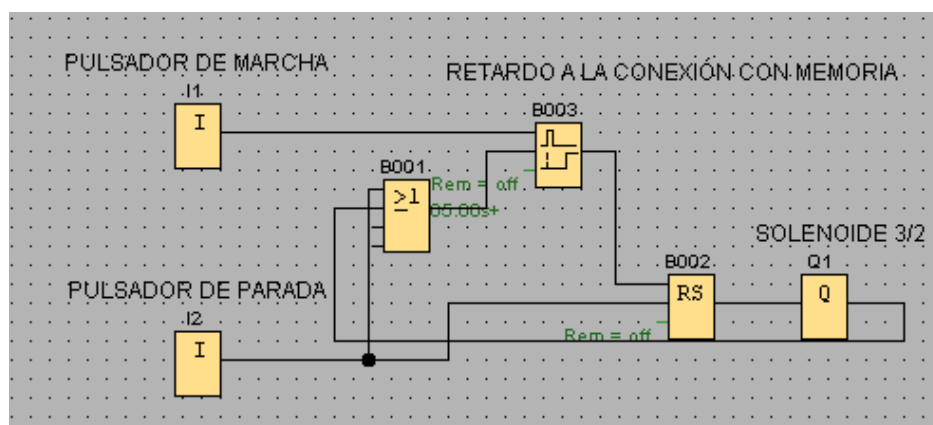 PULSADOR DE MARCHA
I1
I
RETARDO A LA CONEXIÓN CON MEMORIA
B003
B001
≥1
Rem = off
05.00s+
SOLENOIDE 3/2
B002
RS
Q1
Q
Rem = off
PULSADOR DE PARADA
I2
I